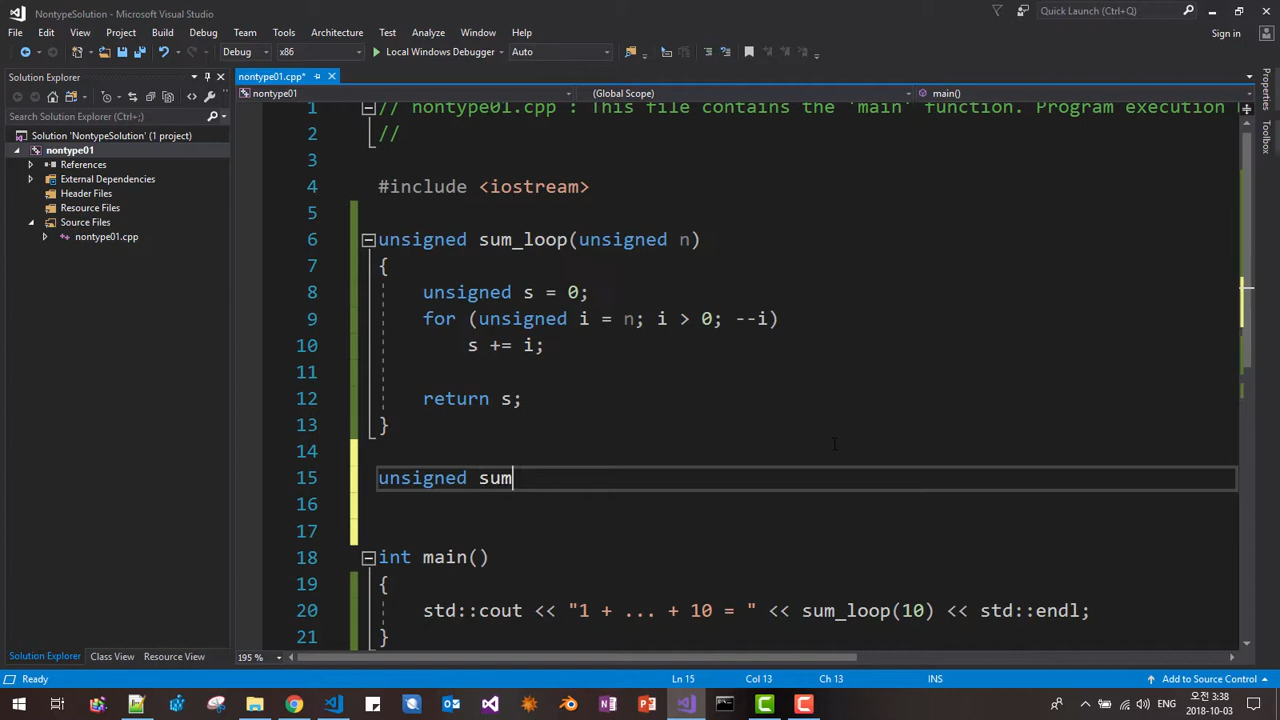 NontypeSolution - Microsoft Visual Studio
Quick Launch (Ctrl+Q)
File Edit View Project Build Debug Team Tools Architecture Test Analyze Window Help
Sign in
Debug x86 Local Windows Debugger Auto
Solution Explorer
nontype01.cpp*
nontype01 (Global Scope) main()
Search Solution Explorer (Ctrl+;)
Solution 'NontypeSolution' (1 project)
nontype01
References
External Dependencies
Header Files
Resource Files
Source Files
nontype01.cpp
1 // nontype01.cpp : This file contains the 'main' function. Program execution
2 //
3
4 #include <iostream>
5
6 unsigned sum_loop(unsigned n)
7 {
8 unsigned s = 0;
9 for (unsigned i = n; i > 0; --i)
10 s += i;
11
12 return s;
13 }
14
15 unsigned sum
16
17
18 int main()
19 {
20 std::cout << "1 + ... + 10 = " << sum_loop(10) << std::endl;
21 }
Properties
Toolbox
Solution Explorer Class View Resource View
195 %
Ready Ln 15 Col 13 Ch 13 INS Add to Source Control
ENG
오전 3:38
2018-10-03